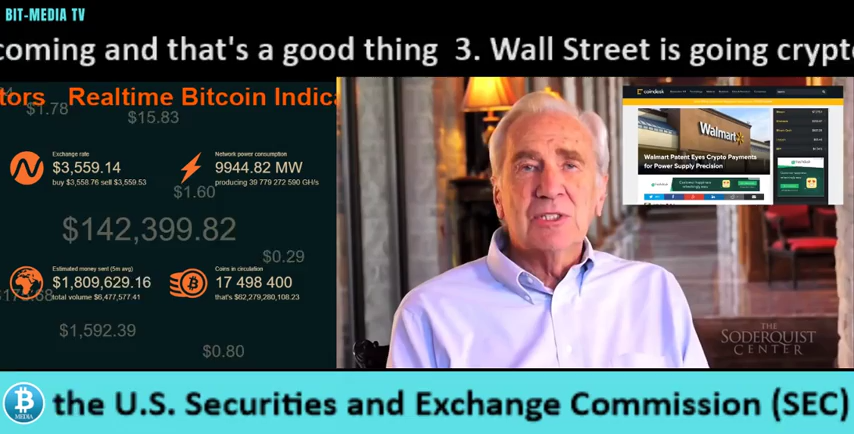 BIT-MEDIA TV
coming and that's a good thing 3. Wall Street is going crypto
tors Realtime Bitcoin Indica
$1.78
$15.83
Exchange rate
$3,559.14
buy $3,558.76 sell $3,559.53
Network power consumption
9944.82 MW
producing 39 779 272 590 GH/s
$1.60
$142,399.82
$0.29
Estimated money sent (5m avg)
$1,809,629.16
total volume $6,477,577.41
Coins in circulation
17 498 400
that's $62,279,280,108.23
$1,592.39
$0.80
coindesk
Walmart
Walmart Patent Eyes Crypto Payments
for Power Supply Precision
THE
SODERQUIST
CENTER
B
MEDIA
the U.S. Securities and Exchange Commission (SEC)